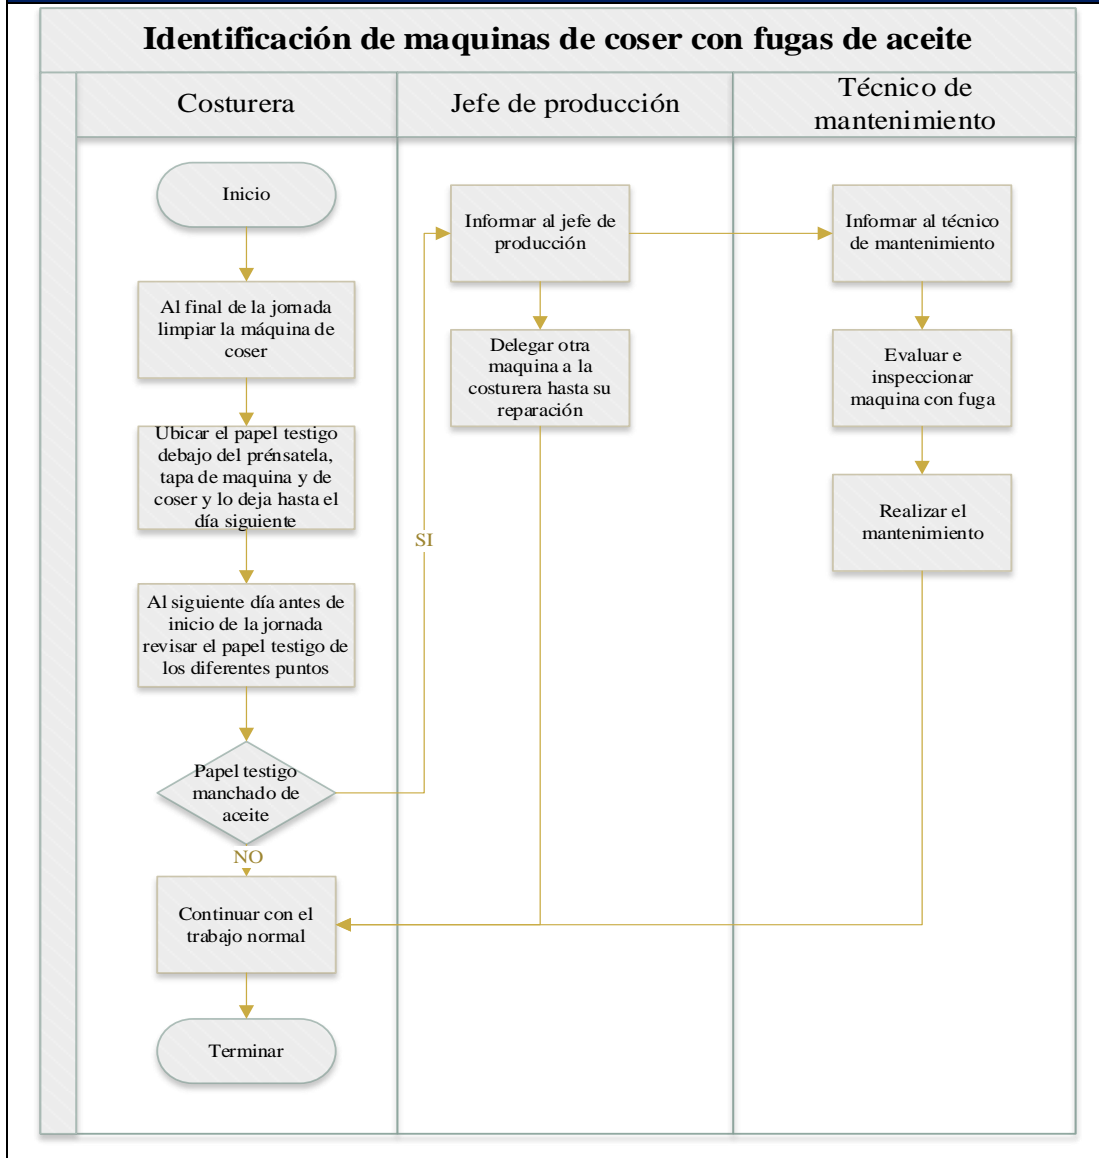 Identificación de maquinas de coser con fugas de aceite
Costurera
Jefe de producción
Técnico de
mantenimiento
Inicio
Al final de la jornada
limpiar la máquina de
coser
Ubicar el papel testigo
debajo del prénsatela,
tapa de maquina y de
coser y lo deja hasta el
día siguiente
Al siguiente día antes de
inicio de la jornada
revisar el papel testigo de
los diferentes puntos
Papel testigo
manchado de
aceite
SI
NO
Continuar con el
trabajo normal
Terminar
Informar al jefe de
producción
Delegar otra
maquina a la
costurera hasta su
reparación
Informar al técnico
de mantenimiento
Evaluar e
inspeccionar
maquina con fuga
Realizar el
mantenimiento